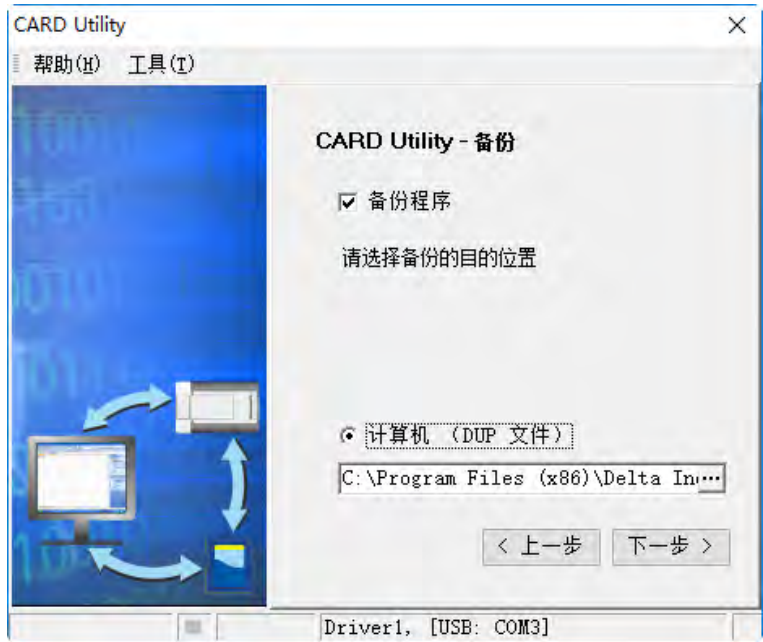 CARD Utility
帮助(H) 工具(T)
CARD Utility - 备份
备份程序
请选择备份的目的位置
计算机 (DUP 文件)
C:\Program Files (x86)\Delta In
...
< 上一步 下一步 >
Driver1, [USB: COM3]